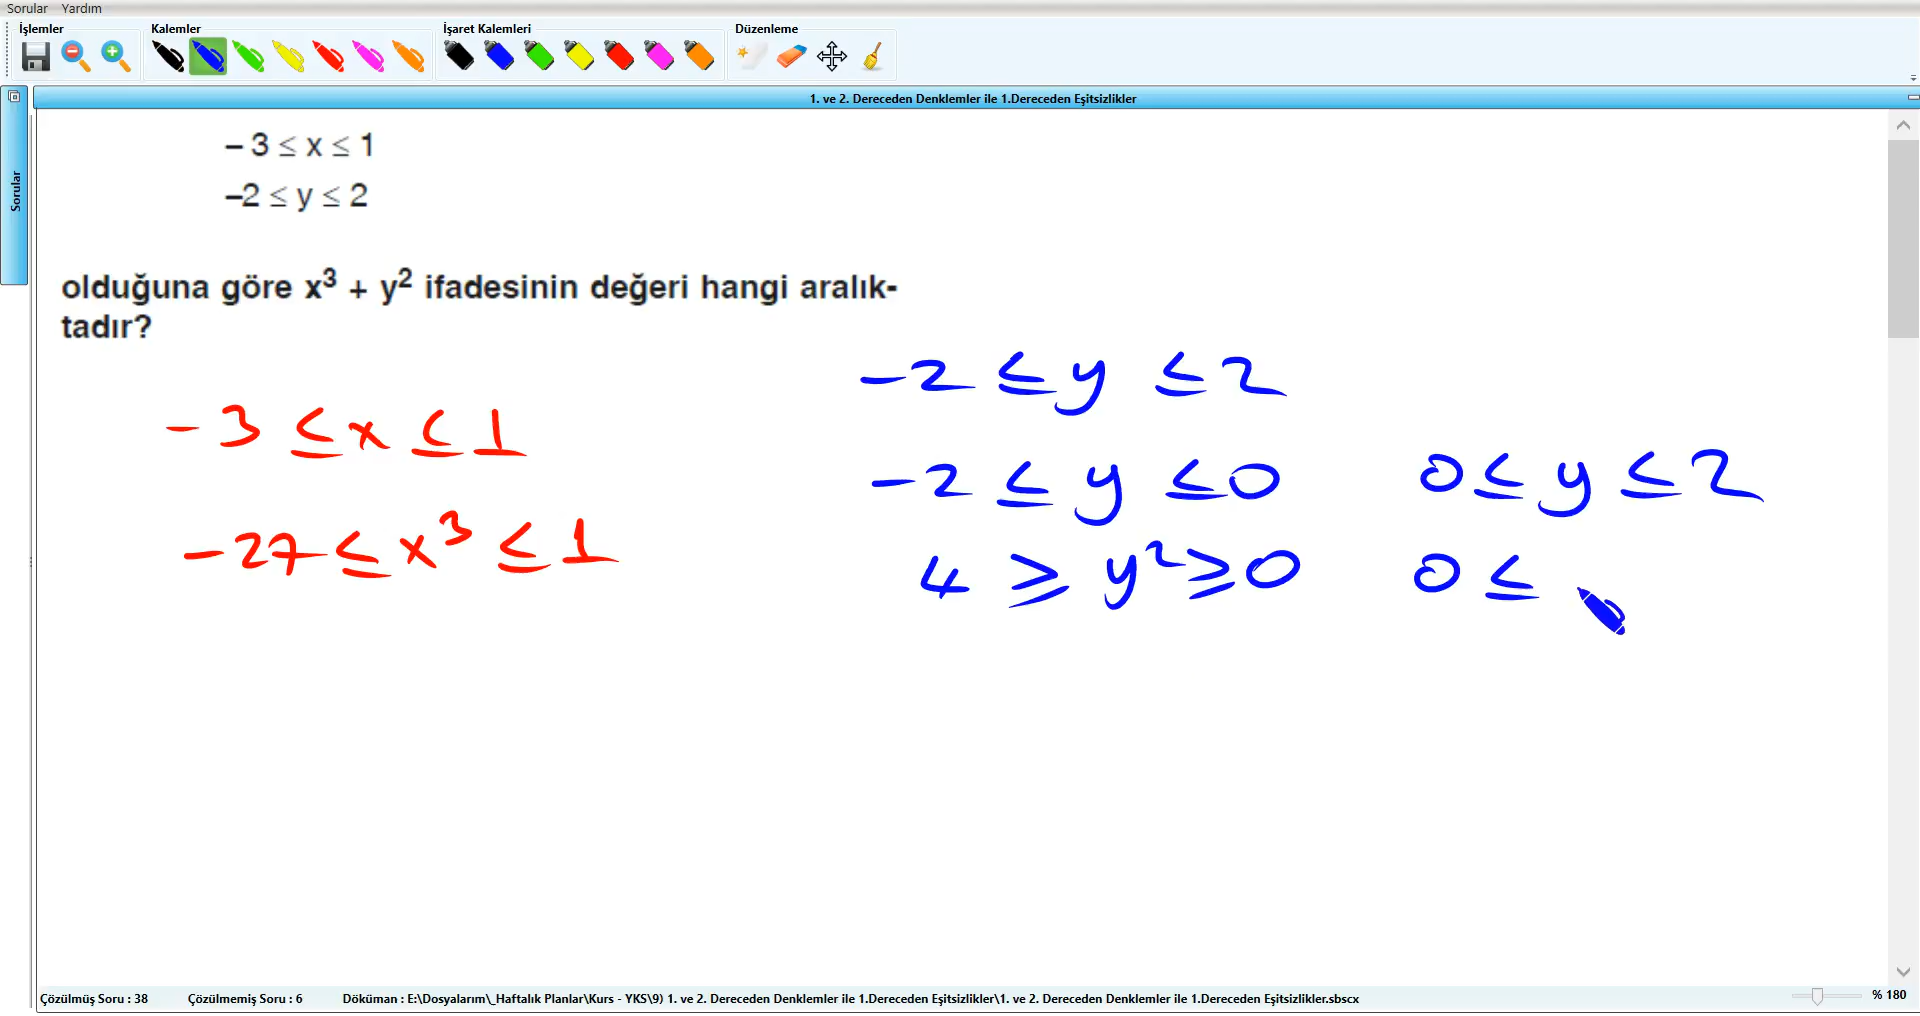 Sorular Yardım
İşlemler Kalemler İşaret Kalemleri Düzenleme
1. ve 2. Dereceden Denklemler ile 1.Dereceden Eşitsizlikler
Sorular
– 3 ≤ x ≤ 1
–2 ≤ y ≤ 2
olduğuna göre x³ + y² ifadesinin değeri hangi aralık-
tadır?
-2 ≤ y ≤ 2
-3 ≤ x ≤ 1
-2 ≤ y ≤ 0 0 ≤ y ≤ 2
-27 ≤ x³ ≤ 1
4 ≥ y² ≥ 0 0 ≤
Çözülmüş Soru : 38 Çözülmemiş Soru : 6 Döküman : E:\Dosyalarım\_Haftalık Planlar\Kurs - YKS\9) 1. ve 2. Dereceden Denklemler ile 1.Dereceden Eşitsizlikler\1. ve 2. Dereceden Denklemler ile 1.Dereceden Eşitsizlikler.sbscx % 180